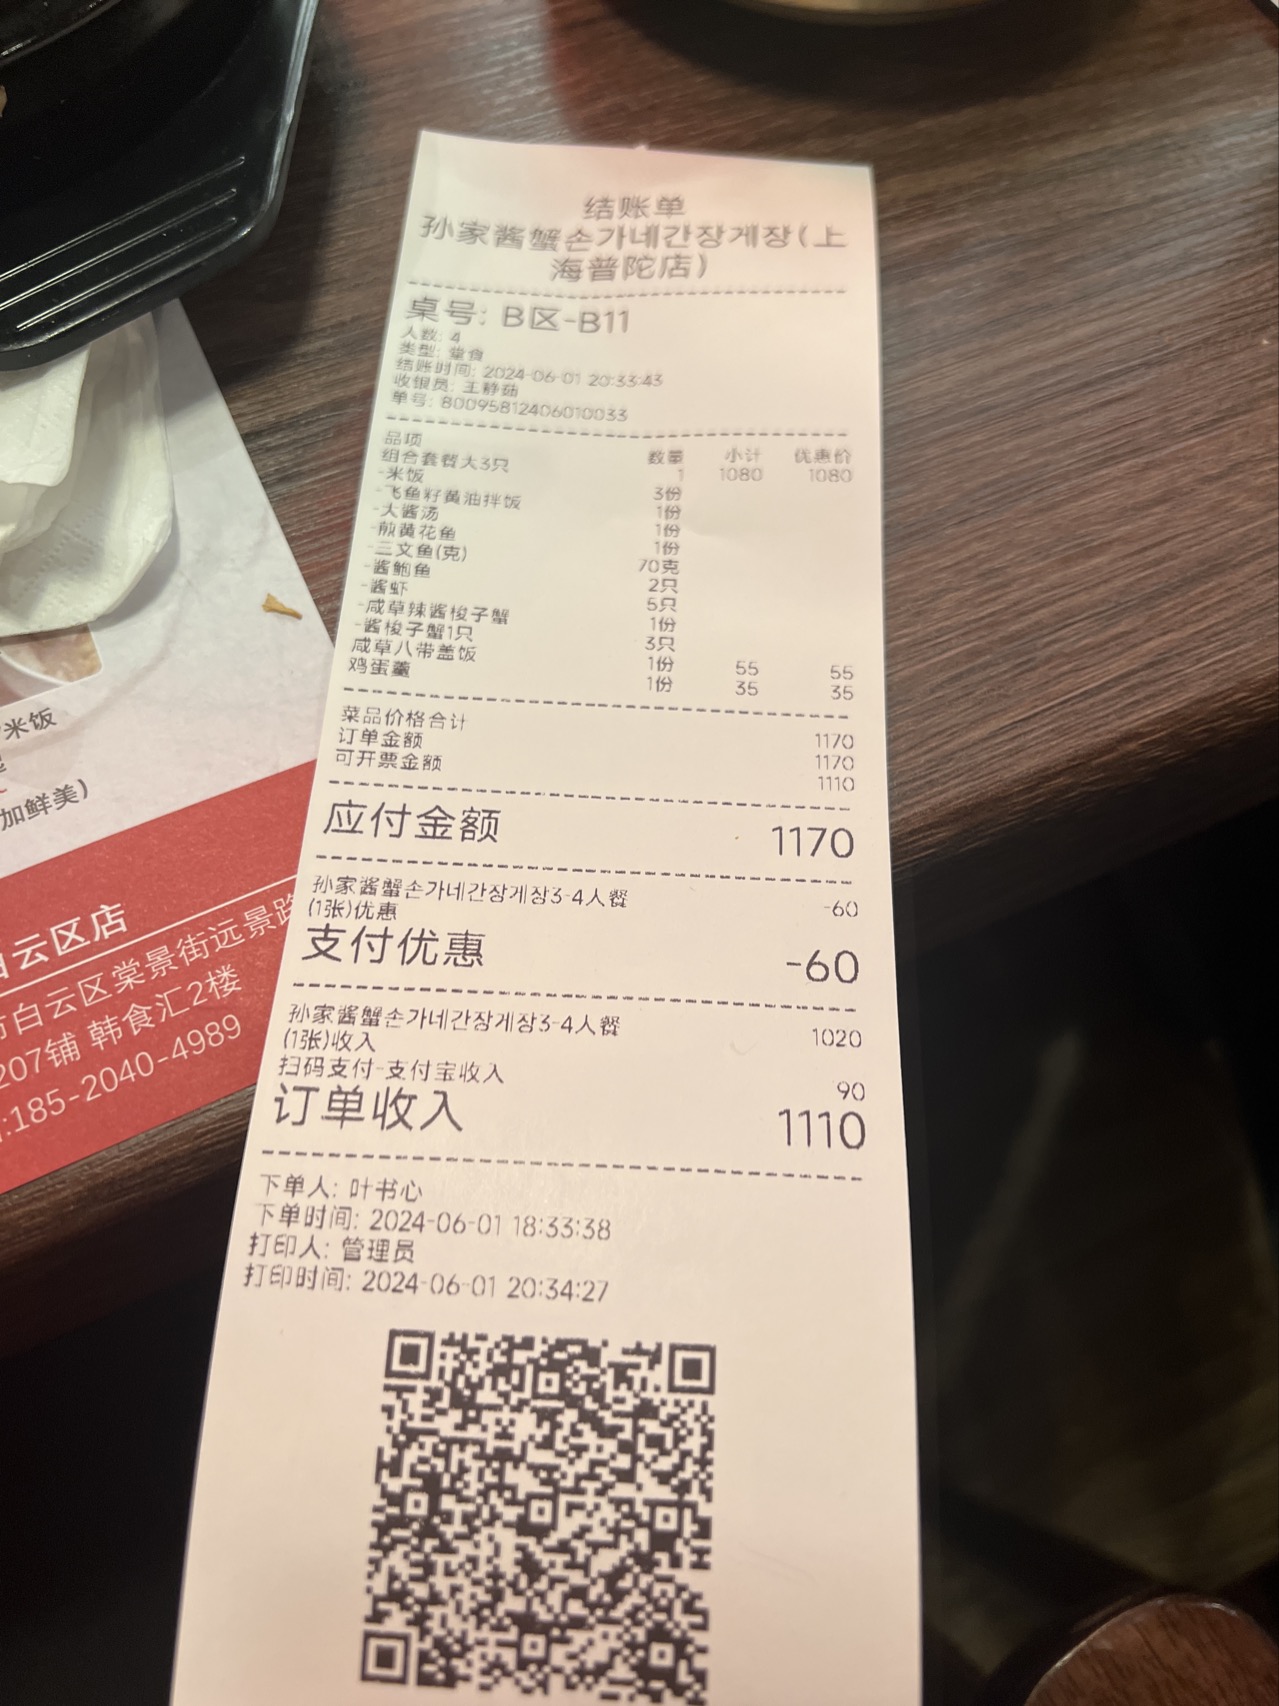 结账单
孙家酱蟹손가네간장게장(上
海普陀店)
桌号: B区-B11
人数: 4
类型: 堂食
结账时间: 2024-06-01 20:33:43
收银员: 王静茹
单号: 80095812406010033
品项 数量 小计 优惠价
组合套餐大3只 1 1080 1080
-米饭 3份
-飞鱼籽黄油拌饭 1份
-大酱汤 1份
-煎黄花鱼 1份
-三文鱼(克) 70克
-酱鲍鱼 2只
-酱虾 5只
-咸草辣酱梭子蟹 1份
-酱梭子蟹1只 3只
咸草八带盖饭 1份 55 55
鸡蛋羹 1份 35 35
菜品价格合计 1170
订单金额 1170
可开票金额 1110
应付金额 1170
孙家酱蟹손가네간장게장3-4人餐 -60
(1张)优惠
支付优惠 -60
孙家酱蟹손가네간장게장3-4人餐 1020
(1张)收入
扫码支付-支付宝收入 90
订单收入 1110
下单人: 叶书心
下单时间: 2024-06-01 18:33:38
打印人: 管理员
打印时间: 2024-06-01 20:34:27
米饭
加鲜美)
白云区店
市白云区棠景街远景路
207铺 韩食汇2楼
:185-2040-4989